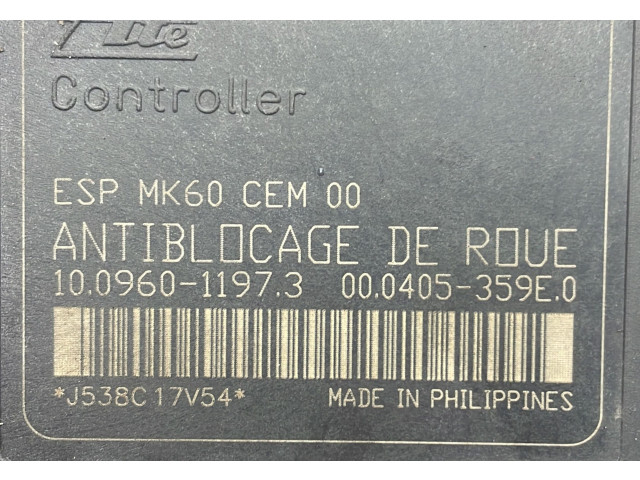 Ate
Controller
ESP MK60 CEM 00
ANTIBLOCAGE DE ROUE
10.0960-1197.3 00.0405-359E.0
*J538C17V54* MADE IN PHILIPPINES